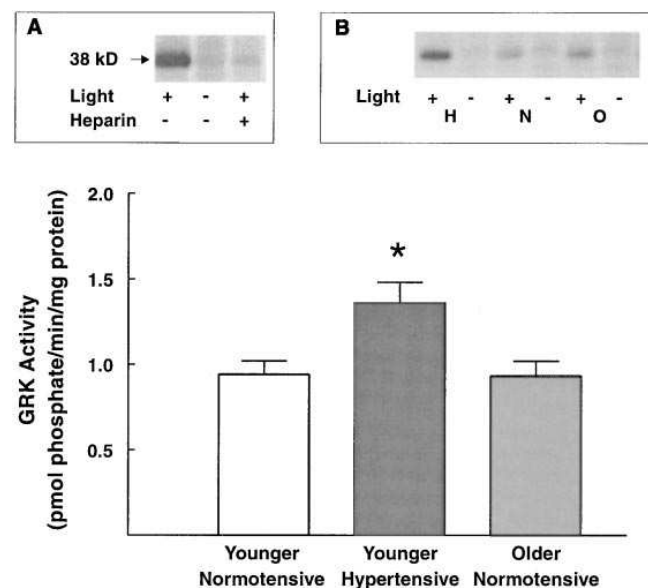 A
38 kD
Light + - +
Heparin - - +
B
Light + - + - + -
H N O
GRK Activity
(pmol phosphate/min/mg protein)
2.0
1.5
1.0
0.5
*
Younger
Normotensive
Younger
Hypertensive
Older
Normotensive